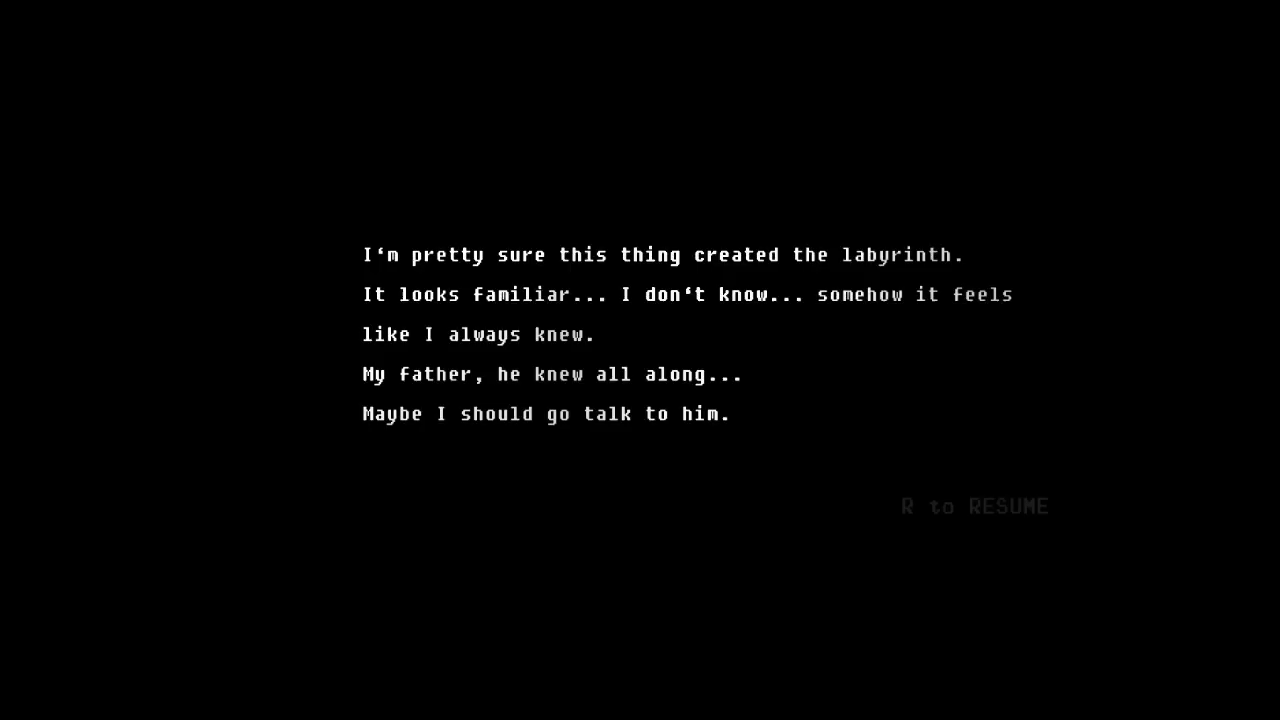 I‘m pretty sure this thing created the labyrinth.
It looks familiar... I don‘t know... somehow it feels
like I always knew.
My father, he knew all along...
Maybe I should go talk to him.
R to RESUME